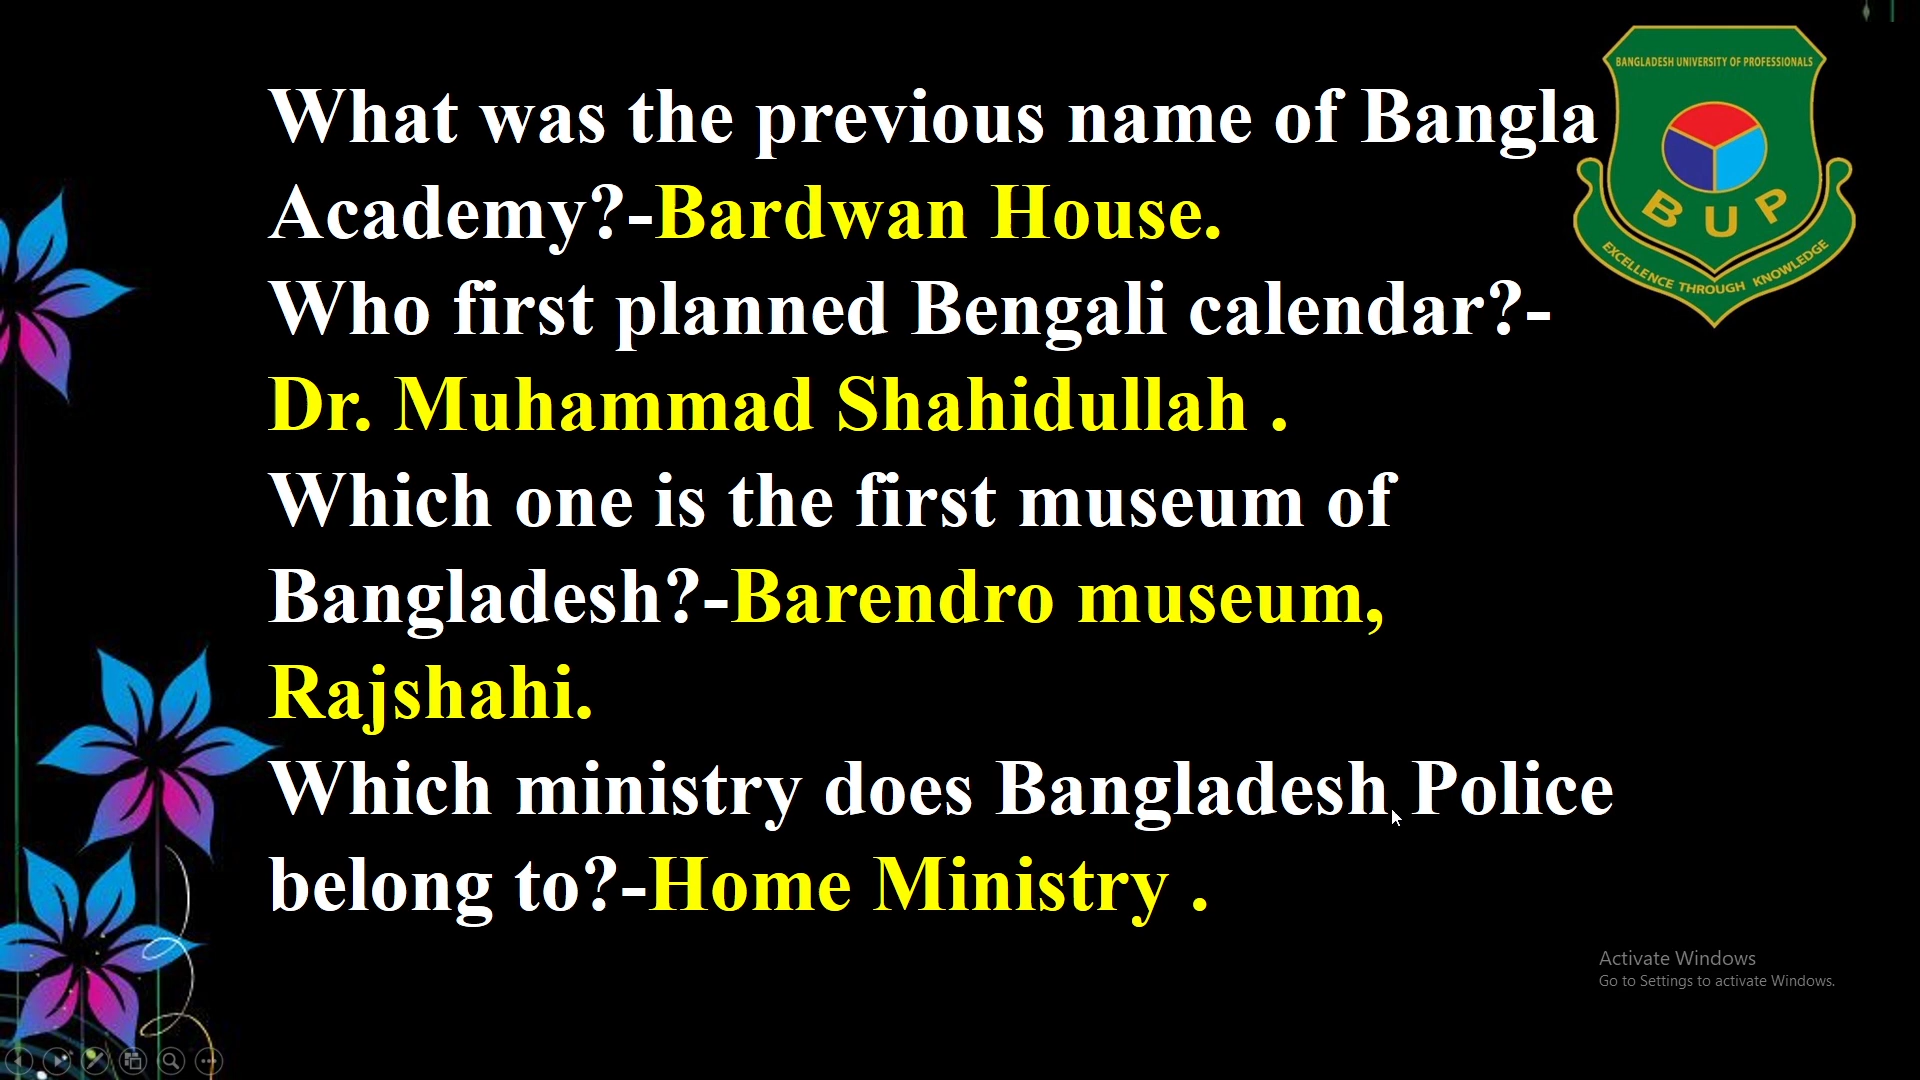 What was the previous name of Bangla
Academy?-Bardwan House.
Who first planned Bengali calendar?-
Dr. Muhammad Shahidullah .
Which one is the first museum of
Bangladesh?-Barendro museum,
Rajshahi.
Which ministry does Bangladesh Police
belong to?-Home Ministry .
BANGLADESH UNIVERSITY OF PROFESSIONALS
BUP
EXCELLENCE THROUGH KNOWLEDGE
Activate Windows
Go to Settings to activate Windows.